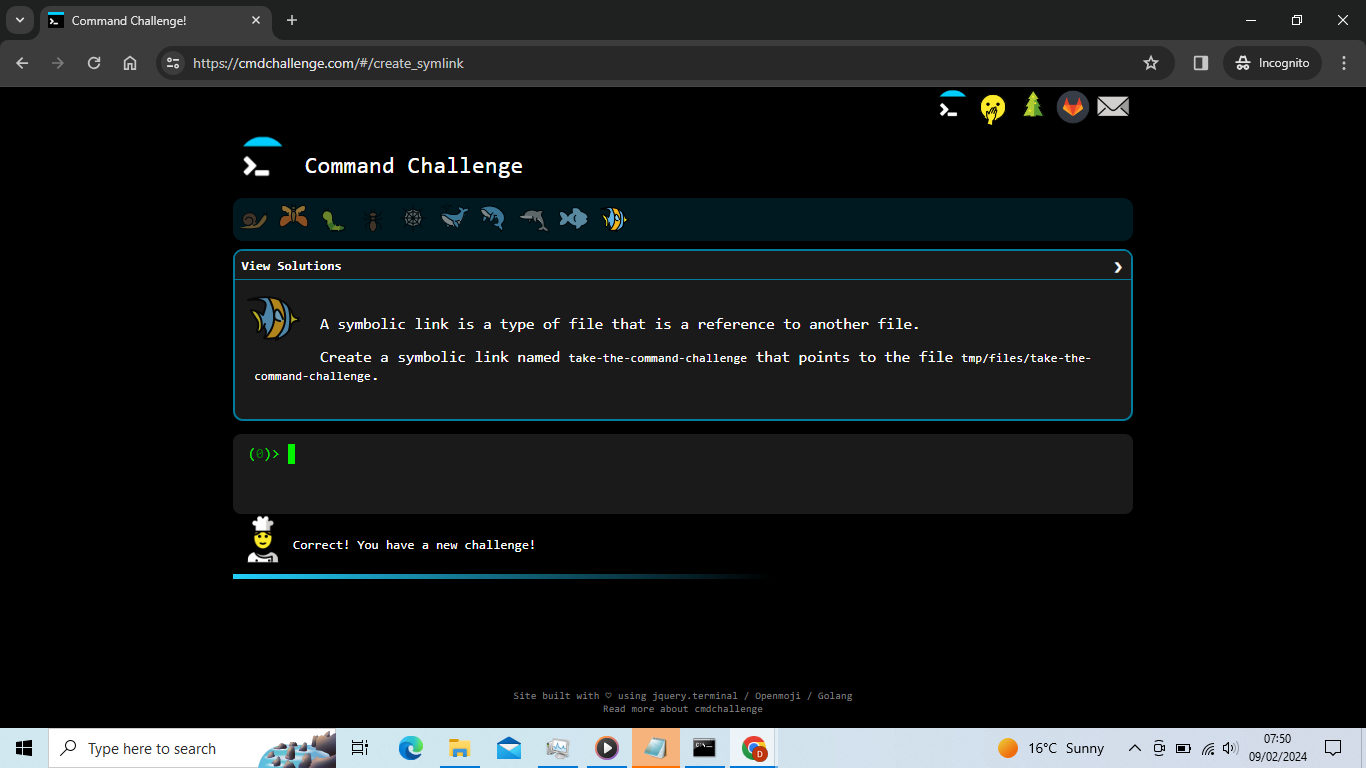 Command Challenge!
https://cmdchallenge.com/#/create_symlink
Incognito
Command Challenge
View Solutions
A symbolic link is a type of file that is a reference to another file.
Create a symbolic link named take-the-command-challenge that points to the file tmp/files/take-the-
command-challenge.
(0)>
Correct! You have a new challenge!
Site built with ♡ using jquery.terminal / Openmoji / Golang
Read more about cmdchallenge
Type here to search
16°C Sunny
07:50
09/02/2024